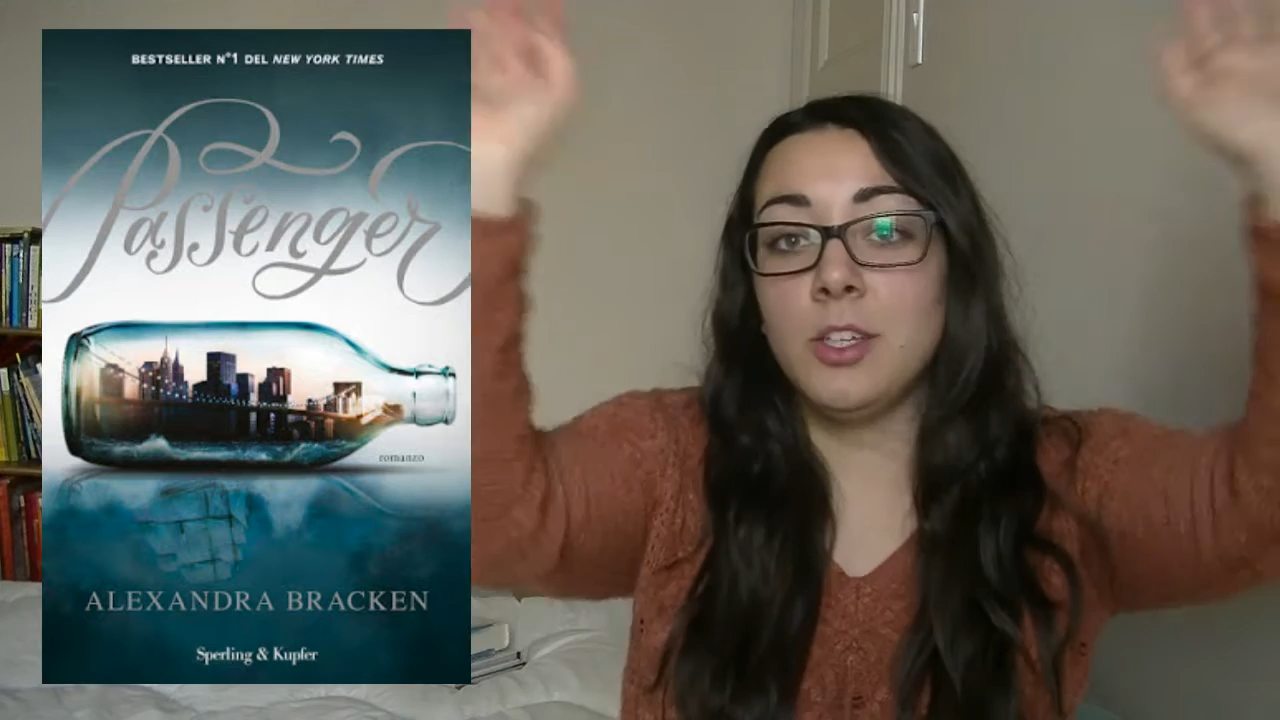 BESTSELLER N°1 DEL NEW YORK TIMES
Passenger
romanzo
ALEXANDRA BRACKEN
Sperling & Kupfer